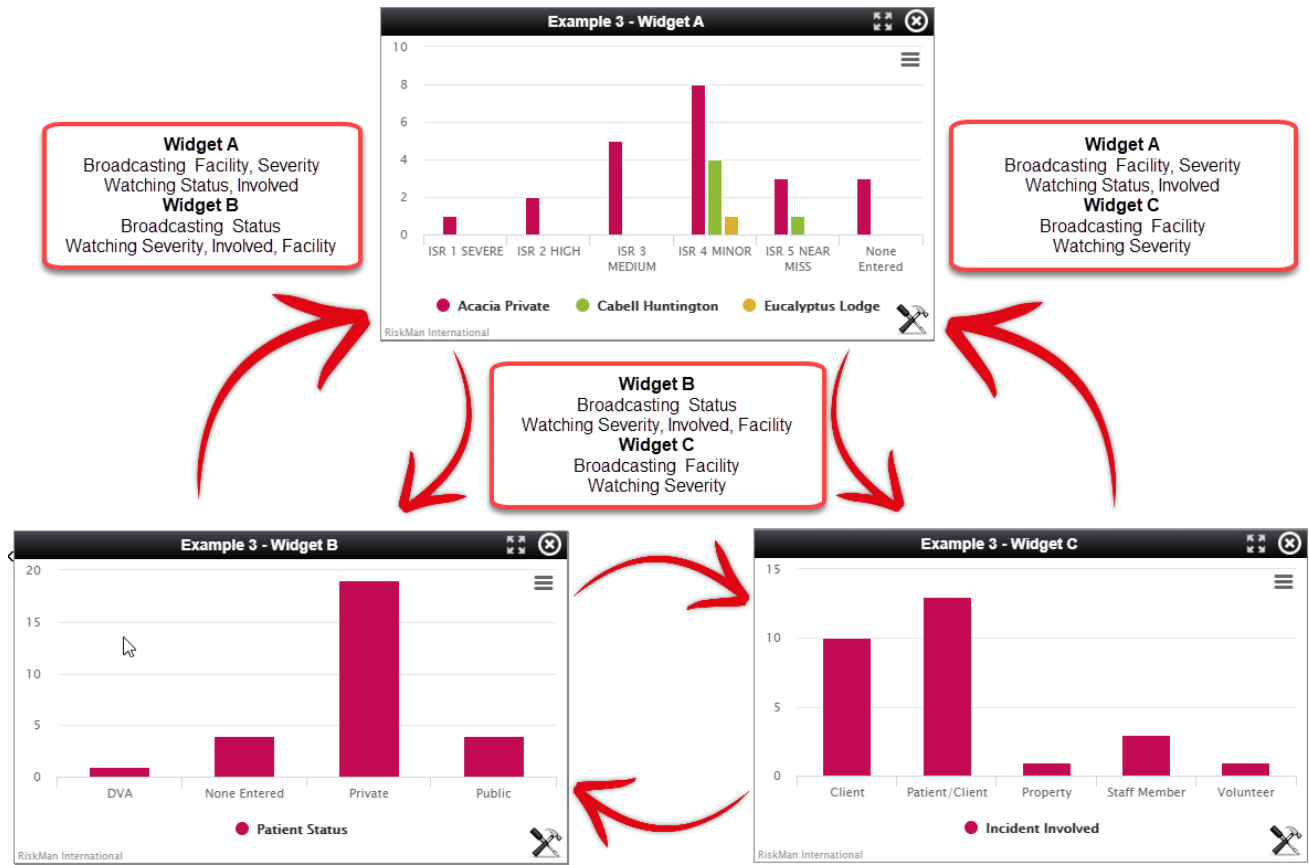 Example 3 - Widget A
10
8
6
4
2
0
ISR 1 SEVERE
ISR 2 HIGH
ISR 3
MEDIUM
ISR 4 MINOR
ISR 5 NEAR
MISS
None
Entered
Acacia Private
Cabell Huntington
Eucalyptus Lodge
RiskMan International
Widget A
Broadcasting Facility, Severity
Watching Status, Involved
Widget B
Broadcasting Status
Watching Severity, Involved, Facility
Widget A
Broadcasting Facility, Severity
Watching Status, Involved
Widget C
Broadcasting Facility
Watching Severity
Widget B
Broadcasting Status
Watching Severity, Involved, Facility
Widget C
Broadcasting Facility
Watching Severity
Example 3 - Widget B
20
15
10
5
0
DVA
None Entered
Private
Public
Patient Status
RiskMan International
Example 3 - Widget C
15
10
5
0
Client
Patient/Client
Property
Staff Member
Volunteer
Incident Involved
RiskMan International